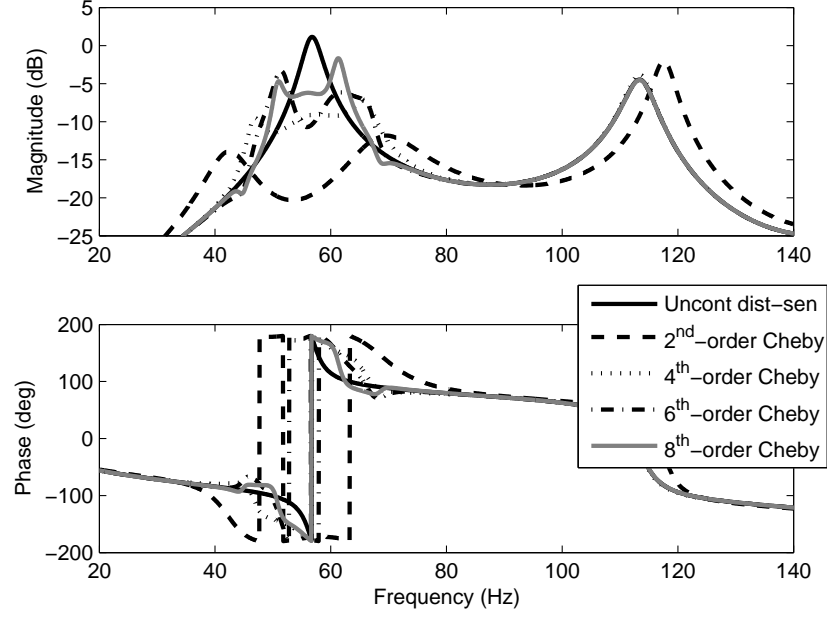 5
0
−5
−10
−15
−20
−25
Magnitude (dB)
20 40 60 80 100 120 140
200
100
0
−100
−200
Phase (deg)
20 40 60 80 100 120 140
Frequency (Hz)
Uncont dist−sen
2nd−order Cheby
4th−order Cheby
6th−order Cheby
8th−order Cheby